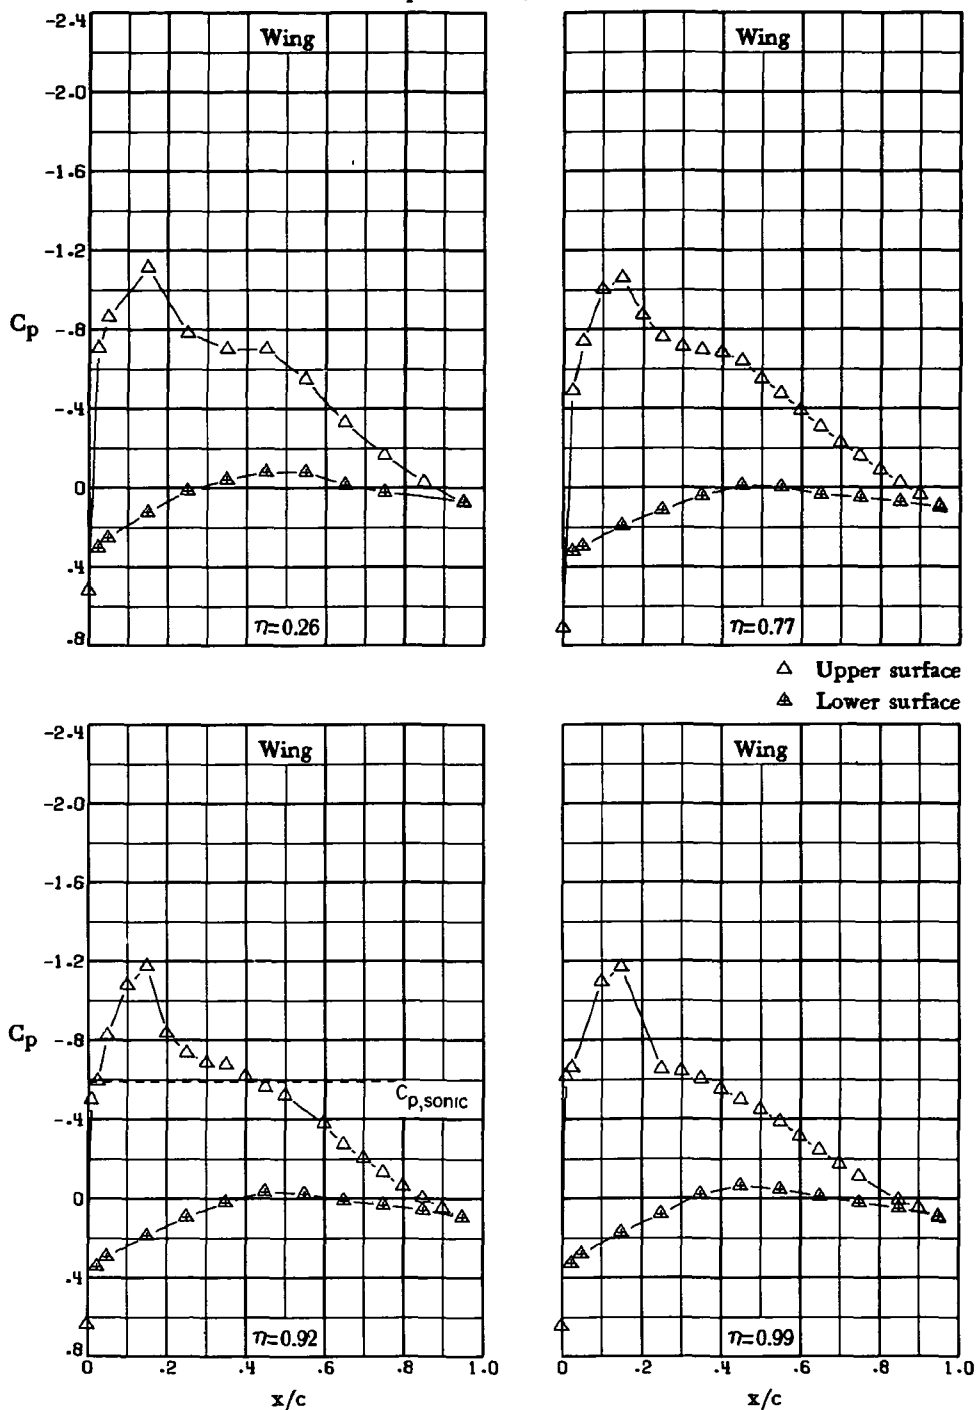 -2.4
-2.0
-1.6
-1.2
-.8
-.4
0
.4
.8
Cp
Wing
η=0.26
Wing
η=0.77
Upper surface
Lower surface
-2.4
-2.0
-1.6
-1.2
-.8
-.4
0
.4
.8
Cp
Wing
Cp,sonic
η=0.92
0 .2 .4 .6 .8 1.0
x/c
Wing
η=0.99
0 .2 .4 .6 .8 1.0
x/c